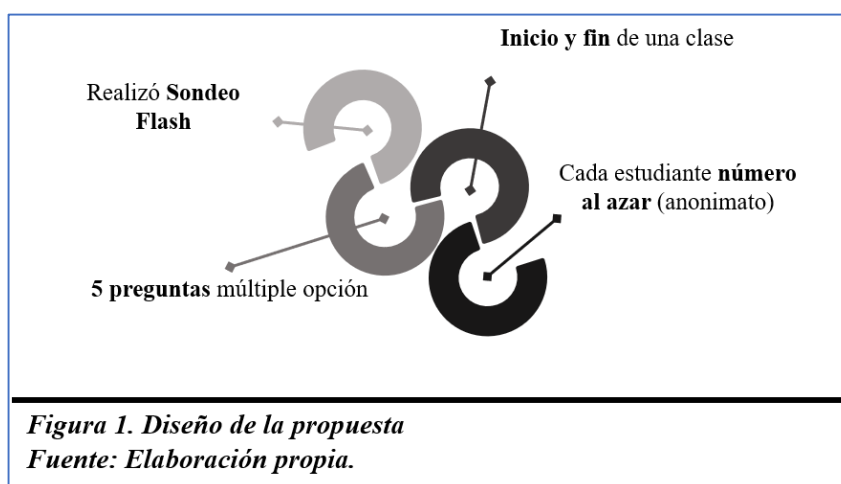 Inicio y fin de una clase
Realizó Sondeo
Flash
Cada estudiante número
al azar (anonimato)
5 preguntas múltiple opción
Figura 1. Diseño de la propuesta
Fuente: Elaboración propia.